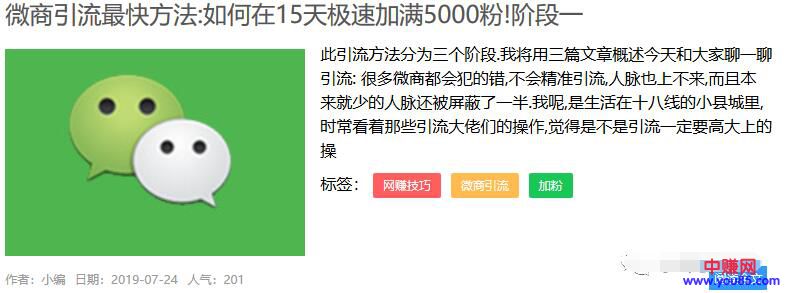 微商引流最快方法:如何在15天极速加满5000粉!阶段一
此引流方法分为三个阶段.我将用三篇文章概述今天和大家聊一聊
引流: 很多微商都会犯的错,不会精准引流,人脉也上不来,而且本
来就少的人脉还被屏蔽了一半.我呢,是生活在十八线的小县城里,
时常看着那些引流大佬们的操作,觉得是不是引流一定要高大上的
操
标签： 网赚技巧 微商引流 加粉
作者：小编 日期：2019-07-24 人气：201
中赚网
www.you85.com